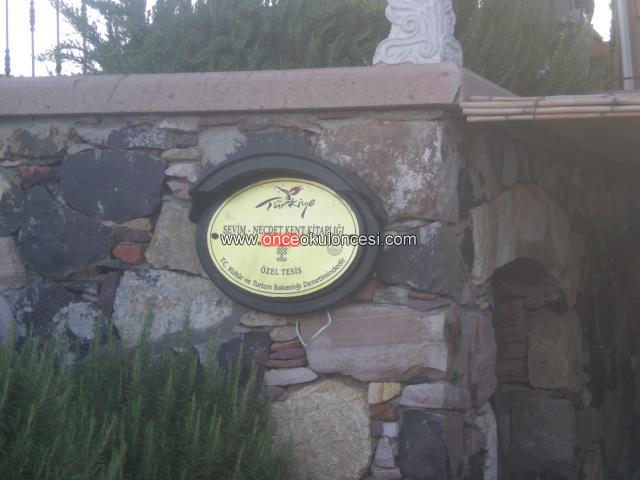 Türkiye
SEVİM - NECDET KENT KİTAPLIĞI
www.onceokuloncesi.com
ÖZEL TESİS
T.C. Kültür ve Turizm Bakanlığı Denetimindedir